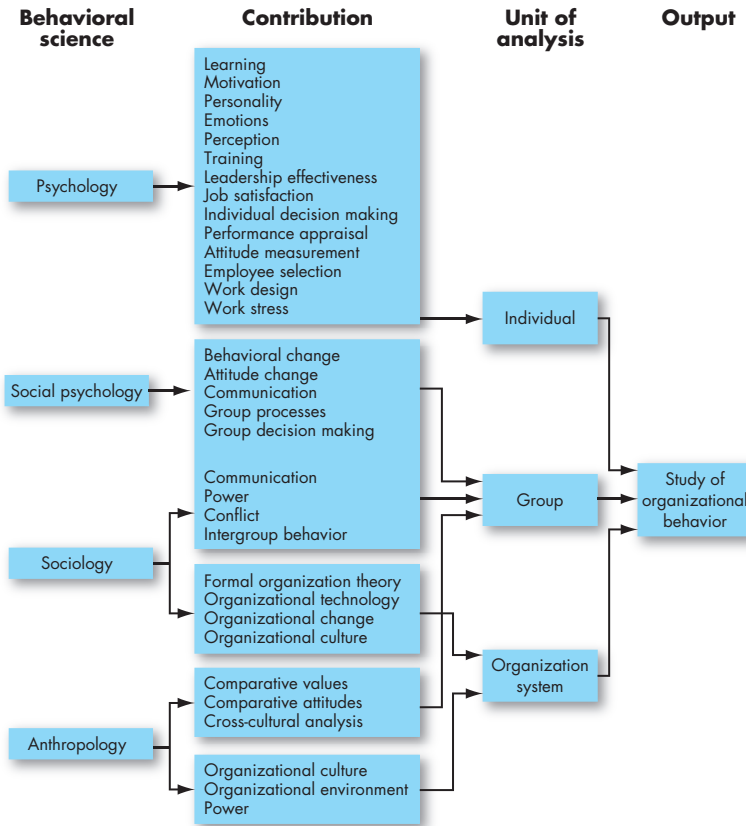 Behavioral
science
Contribution
Unit of
analysis
Output
Psychology
Learning
Motivation
Personality
Emotions
Perception
Training
Leadership effectiveness
Job satisfaction
Individual decision making
Performance appraisal
Attitude measurement
Employee selection
Work design
Work stress
Individual
Social psychology
Behavioral change
Attitude change
Communication
Group processes
Group decision making
Communication
Power
Conflict
Intergroup behavior
Group
Study of
organizational
behavior
Sociology
Formal organization theory
Organizational technology
Organizational change
Organizational culture
Organization
system
Anthropology
Comparative values
Comparative attitudes
Cross-cultural analysis
Organizational culture
Organizational environment
Power